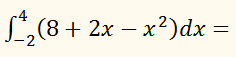 ∫₋₂⁴(8 + 2x − x²)dx =